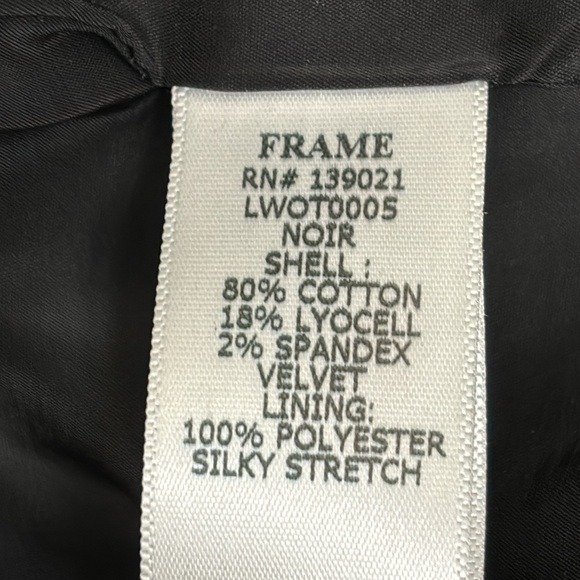 FRAME
RN# 139021
LWOT0005
NOIR
SHELL :
80% COTTON
18% LYOCELL
2% SPANDEX
VELVET
LINING:
100% POLYESTER
SILKY STRETCH